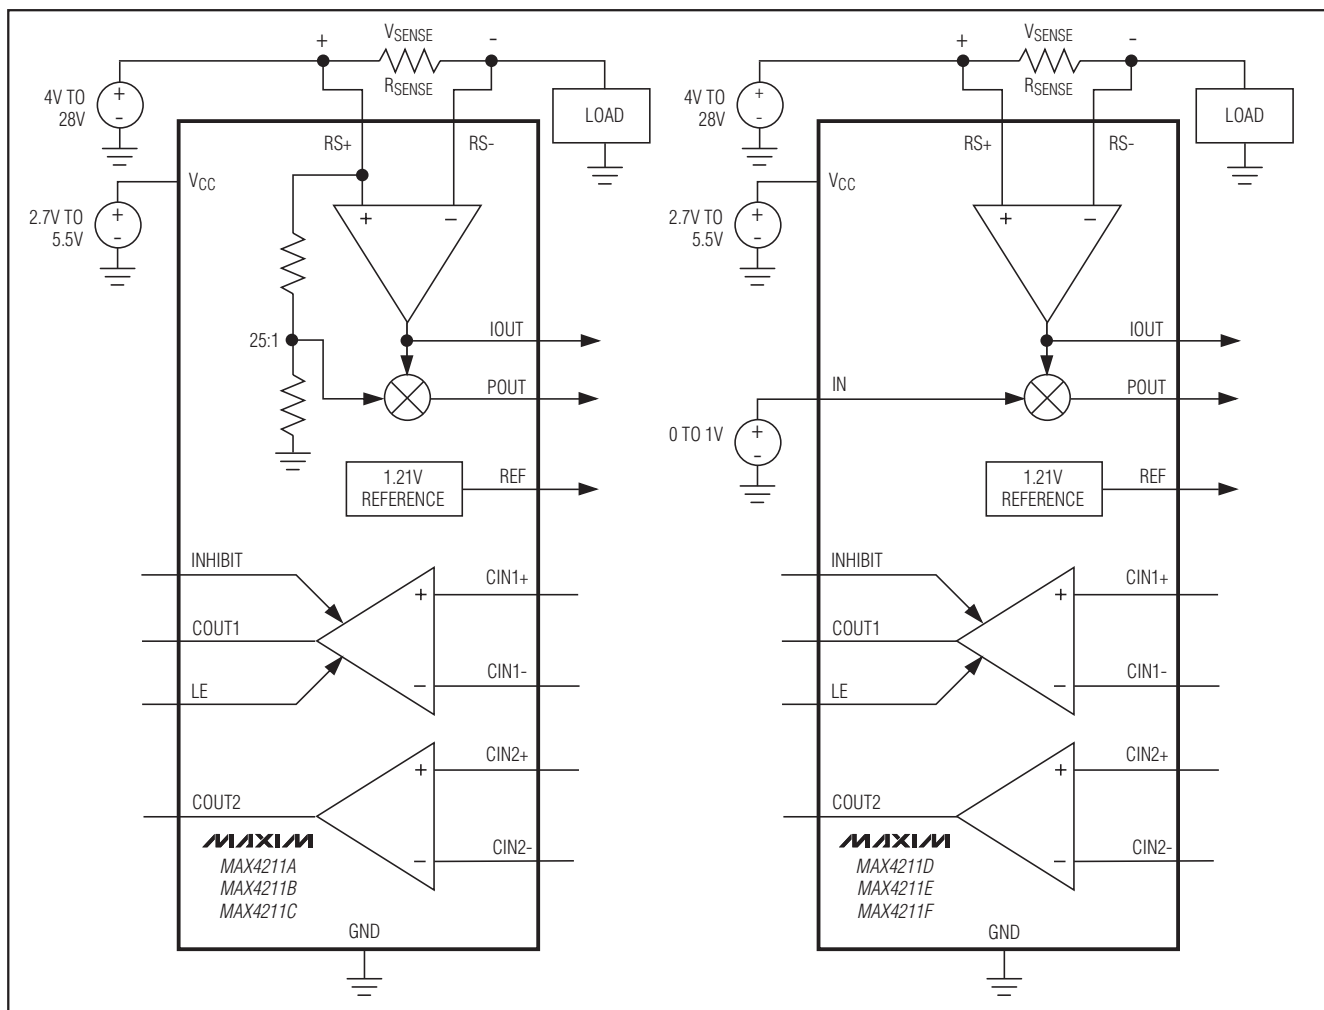 + VSENSE -
RSENSE
4V TO
28V
+
-
LOAD
RS+
RS-
VCC
2.7V TO
5.5V
+
-
+ −
25:1
IOUT
POUT
1.21V
REFERENCE
REF
INHIBIT
COUT1
LE
+
−
CIN1+
CIN1-
COUT2
+
−
CIN2+
CIN2-
MAXIM
MAX4211A
MAX4211B
MAX4211C
GND
+ VSENSE -
RSENSE
4V TO
28V
+
-
LOAD
RS+
RS-
VCC
2.7V TO
5.5V
+
-
+ −
IOUT
IN
POUT
0 TO 1V
+
-
1.21V
REFERENCE
REF
INHIBIT
COUT1
LE
+
−
CIN1+
CIN1-
COUT2
+
−
CIN2+
CIN2-
MAXIM
MAX4211D
MAX4211E
MAX4211F
GND